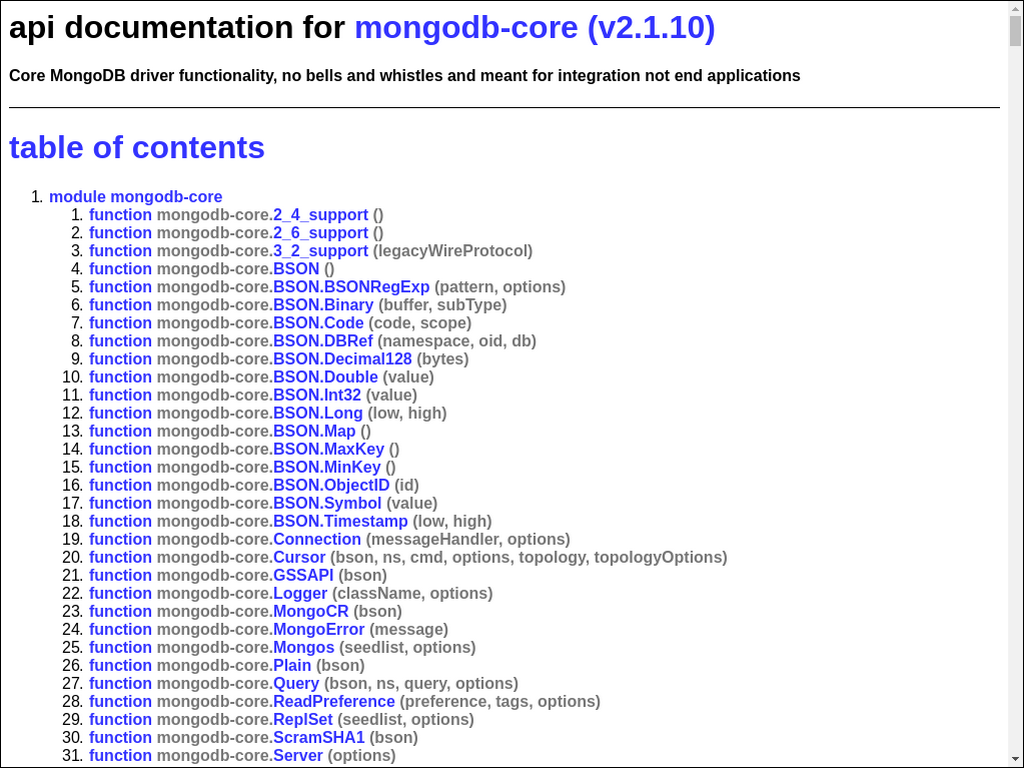 api documentation for mongodb-core (v2.1.10)
Core MongoDB driver functionality, no bells and whistles and meant for integration not end applications
table of contents
1. module mongodb-core
1. function mongodb-core.2_4_support ()
2. function mongodb-core.2_6_support ()
3. function mongodb-core.3_2_support (legacyWireProtocol)
4. function mongodb-core.BSON ()
5. function mongodb-core.BSON.BSONRegExp (pattern, options)
6. function mongodb-core.BSON.Binary (buffer, subType)
7. function mongodb-core.BSON.Code (code, scope)
8. function mongodb-core.BSON.DBRef (namespace, oid, db)
9. function mongodb-core.BSON.Decimal128 (bytes)
10. function mongodb-core.BSON.Double (value)
11. function mongodb-core.BSON.Int32 (value)
12. function mongodb-core.BSON.Long (low, high)
13. function mongodb-core.BSON.Map ()
14. function mongodb-core.BSON.MaxKey ()
15. function mongodb-core.BSON.MinKey ()
16. function mongodb-core.BSON.ObjectID (id)
17. function mongodb-core.BSON.Symbol (value)
18. function mongodb-core.BSON.Timestamp (low, high)
19. function mongodb-core.Connection (messageHandler, options)
20. function mongodb-core.Cursor (bson, ns, cmd, options, topology, topologyOptions)
21. function mongodb-core.GSSAPI (bson)
22. function mongodb-core.Logger (className, options)
23. function mongodb-core.MongoCR (bson)
24. function mongodb-core.MongoError (message)
25. function mongodb-core.Mongos (seedlist, options)
26. function mongodb-core.Plain (bson)
27. function mongodb-core.Query (bson, ns, query, options)
28. function mongodb-core.ReadPreference (preference, tags, options)
29. function mongodb-core.ReplSet (seedlist, options)
30. function mongodb-core.ScramSHA1 (bson)
31. function mongodb-core.Server (options)